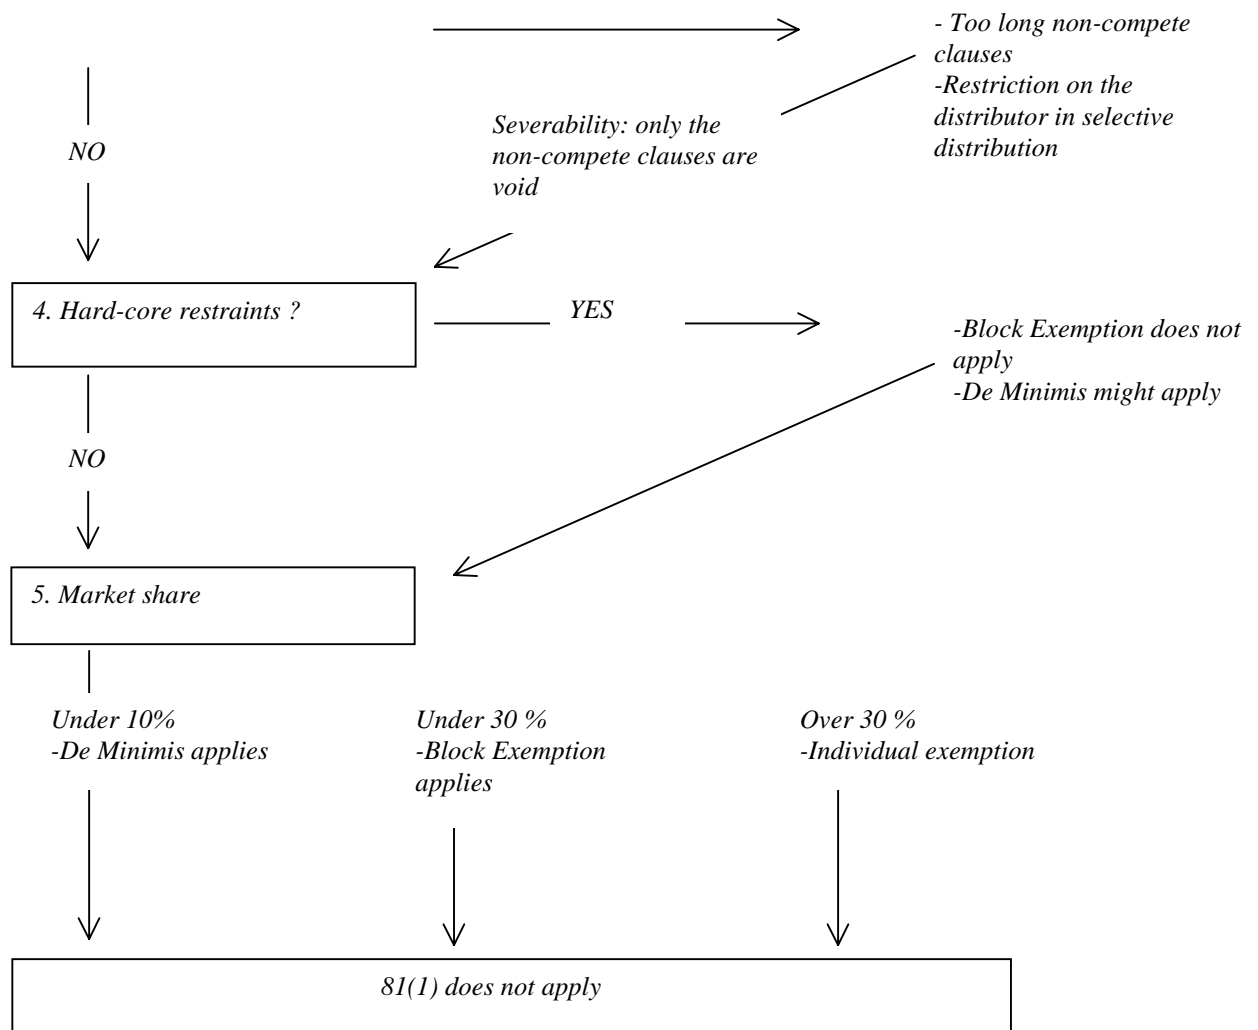 - Too long non-compete
clauses
-Restriction on the
distributor in selective
distribution
Severability: only the
non-compete clauses are
void
NO
4. Hard-core restraints ?
YES
-Block Exemption does not
apply
-De Minimis might apply
NO
5. Market share
Under 10%
-De Minimis applies
Under 30 %
-Block Exemption
applies
Over 30 %
-Individual exemption
81(1) does not apply